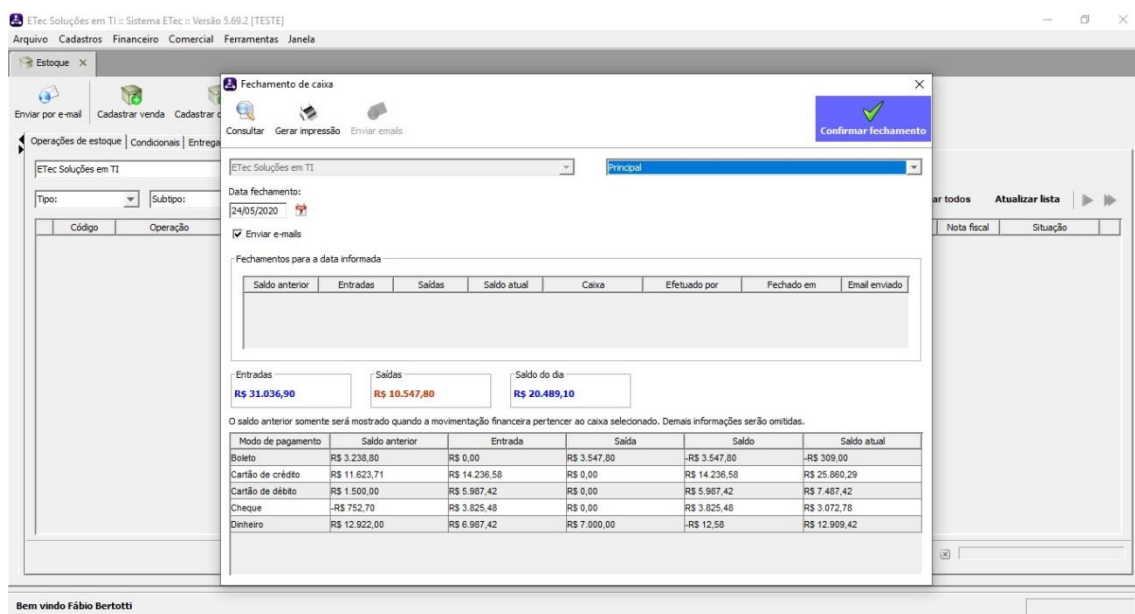 ETec Soluções em TI :: Sistema ETec :: Versão 5.69.2 [TESTE]
Arquivo Cadastros Financeiro Comercial Ferramentas Janela
Estoque
Enviar por e-mail Cadastrar venda Cadastrar
Operações de estoque Condicionais Entrega
ETec Soluções em TI
Tipo: Subtipo:
Código Operação
Fechamento de caixa
Consultar Gerar impressão Enviar emails Confirmar fechamento
ETec Soluções em TI Principal
Data fechamento:
24/05/2020
Enviar e-mails
Fechamentos para a data informada
Saldo anterior Entradas Saídas Saldo atual Caixa Efetuado por Fechado em Email enviado
Entradas Saídas Saldo do dia
R$ 31.036,90 R$ 10.547,80 R$ 20.489,10
O saldo anterior somente será mostrado quando a movimentação financeira pertencer ao caixa selecionado. Demais informações serão omitidas.
Modo de pagamento Saldo anterior Entrada Saída Saldo Saldo atual
Boleto R$ 3.238,80 R$ 0,00 R$ 3.547,80 -R$ 3.547,80 -R$ 309,00
Cartão de crédito R$ 11.623,71 R$ 14.236,58 R$ 0,00 R$ 14.236,58 R$ 25.860,29
Cartão de débito R$ 1.500,00 R$ 5.987,42 R$ 0,00 R$ 5.987,42 R$ 7.487,42
Cheque -R$ 752,70 R$ 3.825,48 R$ 0,00 R$ 3.825,48 R$ 3.072,78
Dinheiro R$ 12.922,00 R$ 6.987,42 R$ 7.000,00 -R$ 12,58 R$ 12.909,42
ar todos Atualizar lista
Nota fiscal Situação
Bem vindo Fábio Bertotti